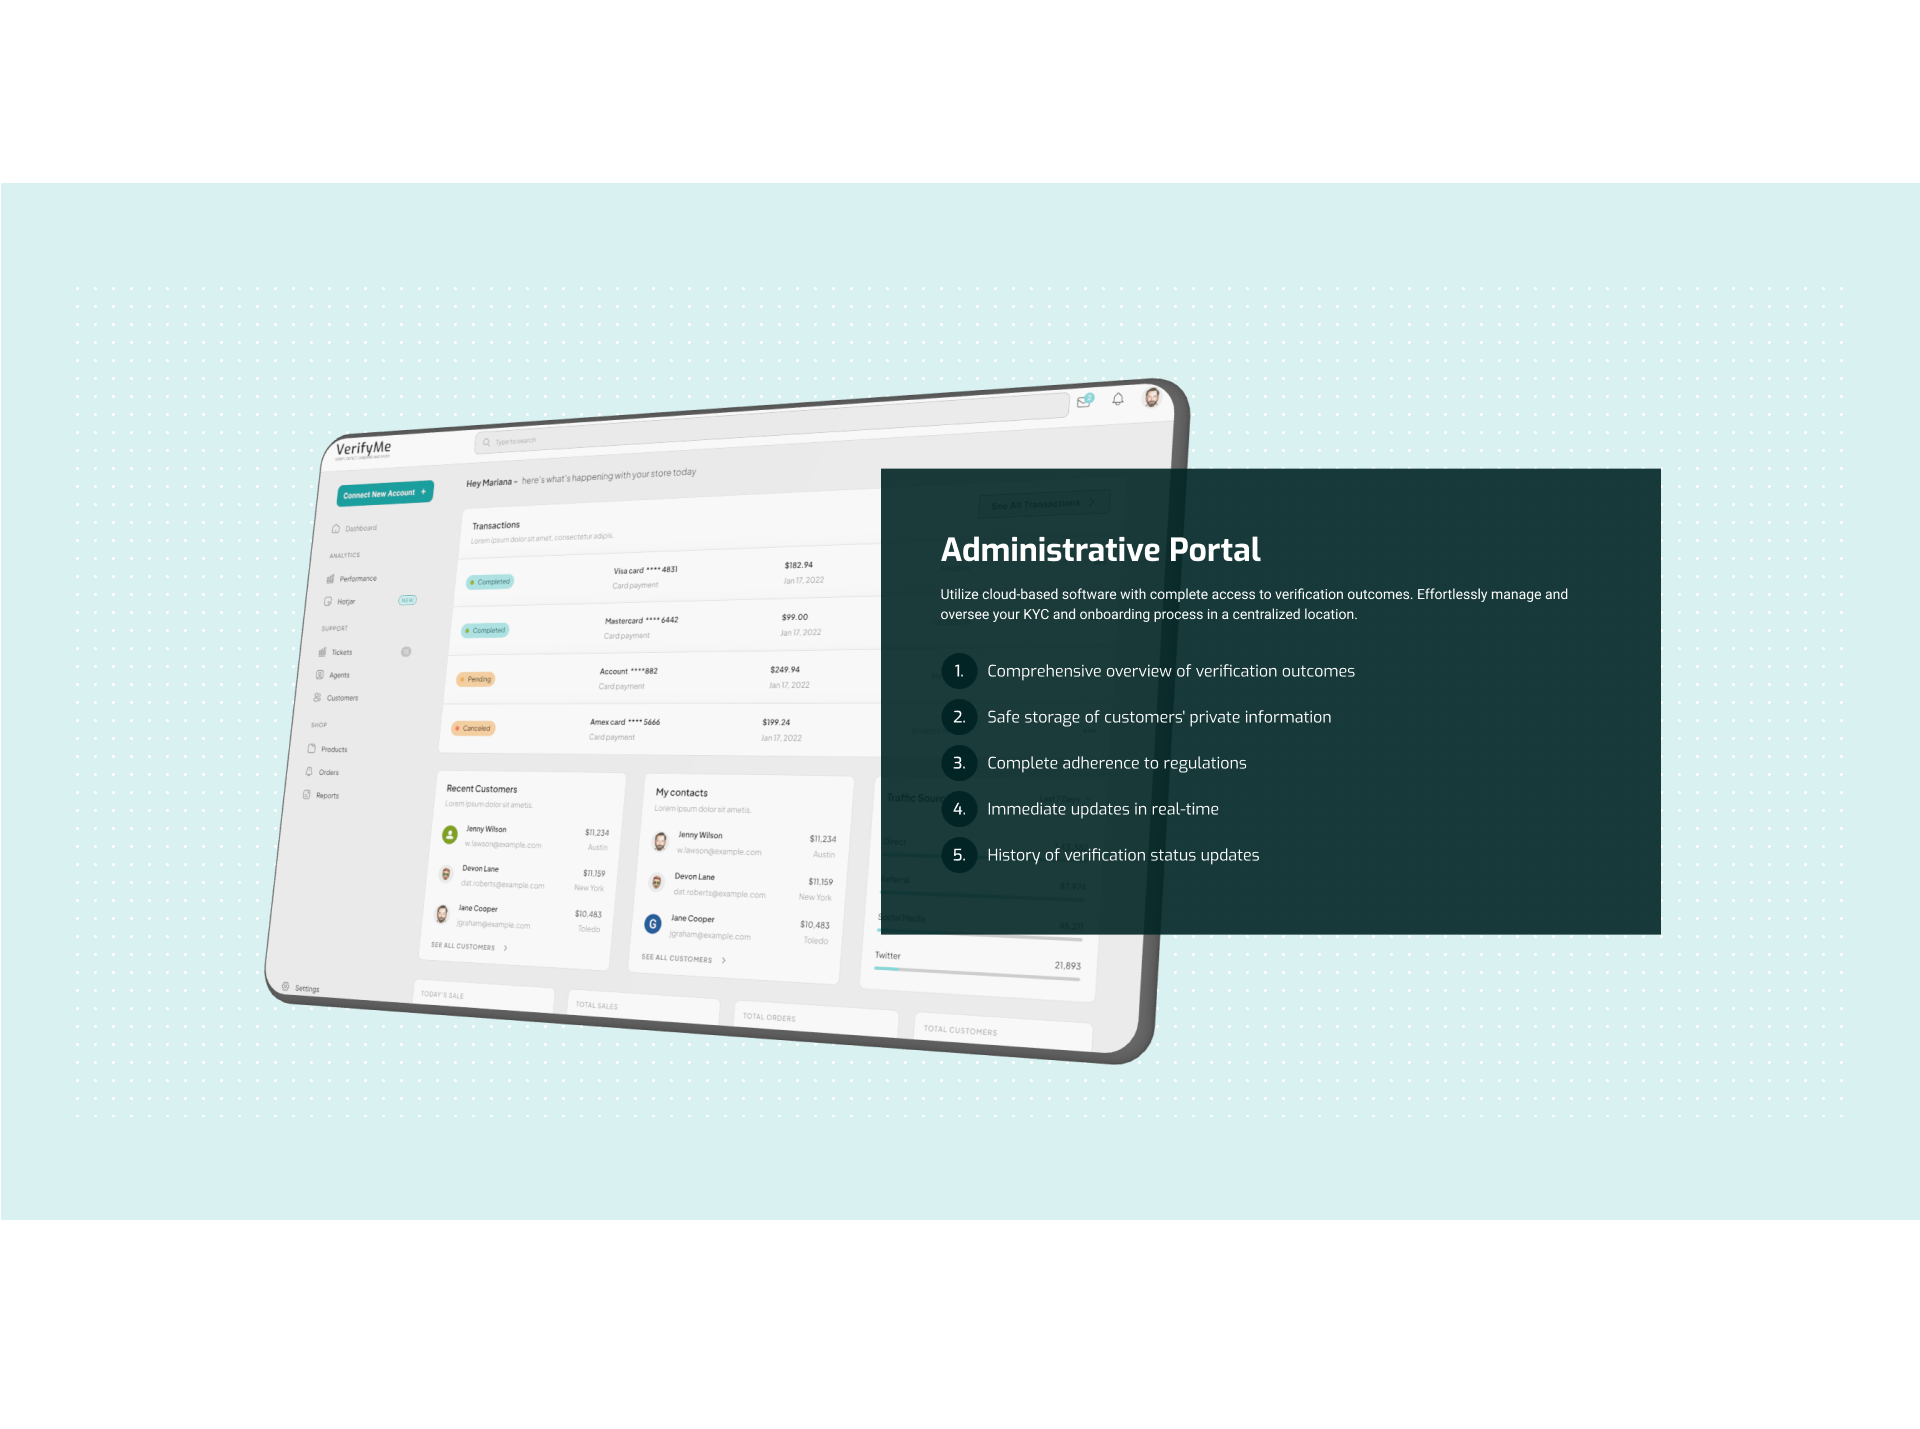 VerifyMe
Type to search
2
Connect New Account +
Dashboard
ANALYTICS
Performance
Hotjar
NEW
SUPPORT
Tickets
Agents
Customers
SHOP
Products
Orders
Reports
Settings
Hey Mariana – here's what's happening with your store today
Transactions
Lorem ipsum dolor sit amet, consectetur adipis.
See All Transactions
Completed
Visa card **** 4831
Card payment
$182.94
Jan 17, 2022
Completed
Mastercard **** 6442
Card payment
$99.00
Jan 17, 2022
Pending
Account ****882
Card payment
$249.94
Jan 17, 2022
Canceled
Amex card **** 5666
Card payment
$199.24
Jan 17, 2022
Recent Customers
Lorem ipsum dolor sit ametis.
Jenny Wilson
w.lawson@example.com
$11,234
Austin
Devon Lane
dat.roberts@example.com
$11,159
New York
Jane Cooper
jgraham@example.com
$10,483
Toledo
SEE ALL CUSTOMERS
My contacts
Lorem ipsum dolor sit ametis.
Jenny Wilson
w.lawson@example.com
$11,234
Austin
Devon Lane
dat.roberts@example.com
$11,159
New York
G
Jane Cooper
jgraham@example.com
$10,483
Toledo
SEE ALL CUSTOMERS
Direct
Social Media
Twitter
21,893
TODAY'S SALE
TOTAL SALES
TOTAL ORDERS
TOTAL CUSTOMERS
Administrative Portal
Utilize cloud-based software with complete access to verification outcomes. Effortlessly manage and
oversee your KYC and onboarding process in a centralized location.
1. Comprehensive overview of verification outcomes
2. Safe storage of customers' private information
3. Complete adherence to regulations
4. Immediate updates in real-time
5. History of verification status updates